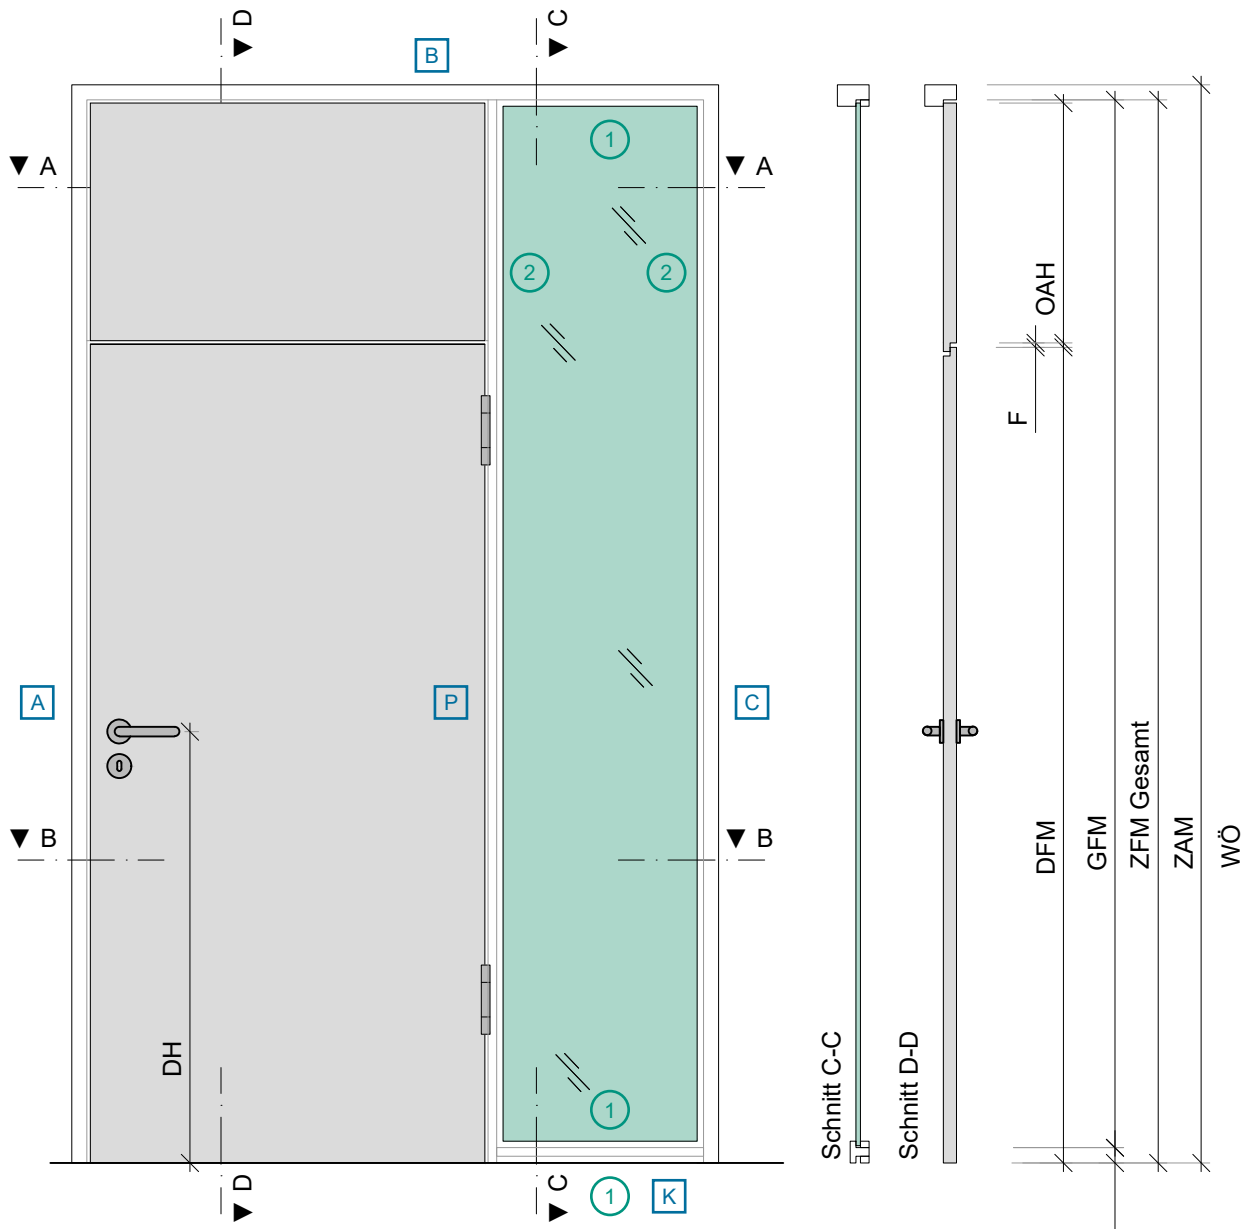 D
C
B
1
A
A
2
2
OAH
F
A
P
C
DFM
GFM
ZFM Gesamt
ZAM
WÖ
B
B
DH
Schnitt C-C
Schnitt D-D
1
D
C
1
K